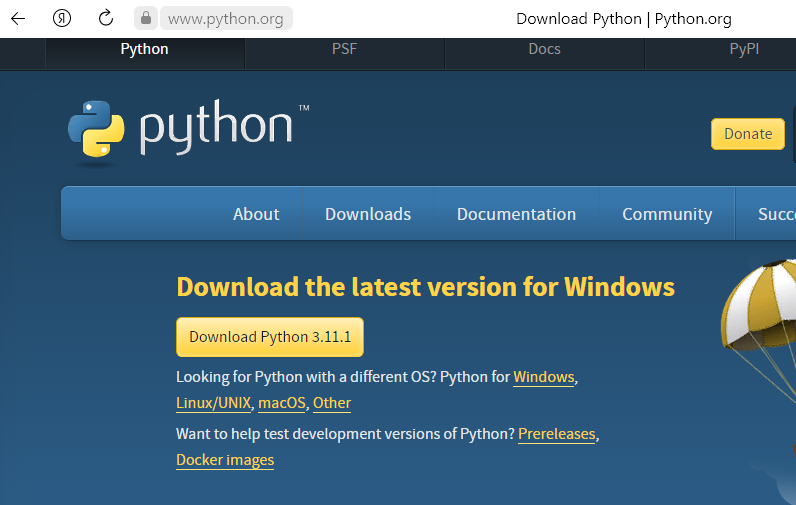 Я www.python.org Download Python | Python.org
Python PSF Docs PyPI
python™
Donate
About Downloads Documentation Community Succ
Download the latest version for Windows
Download Python 3.11.1
Looking for Python with a different OS? Python for Windows,
Linux/UNIX, macOS, Other
Want to help test development versions of Python? Prereleases,
Docker images